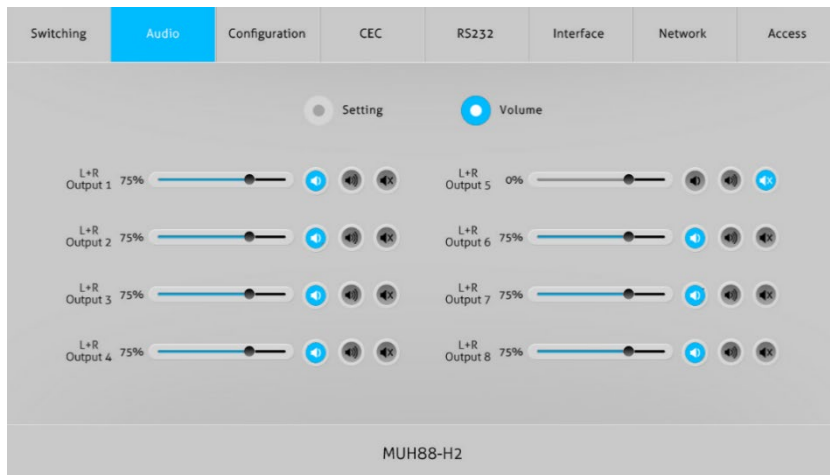 Switching Audio Configuration CEC RS232 Interface Network Access
Setting Volume
L+R
Output 1 75%
L+R
Output 5 0%
L+R
Output 2 75%
L+R
Output 6 75%
L+R
Output 3 75%
L+R
Output 7 75%
L+R
Output 4 75%
L+R
Output 8 75%
MUH88-H2